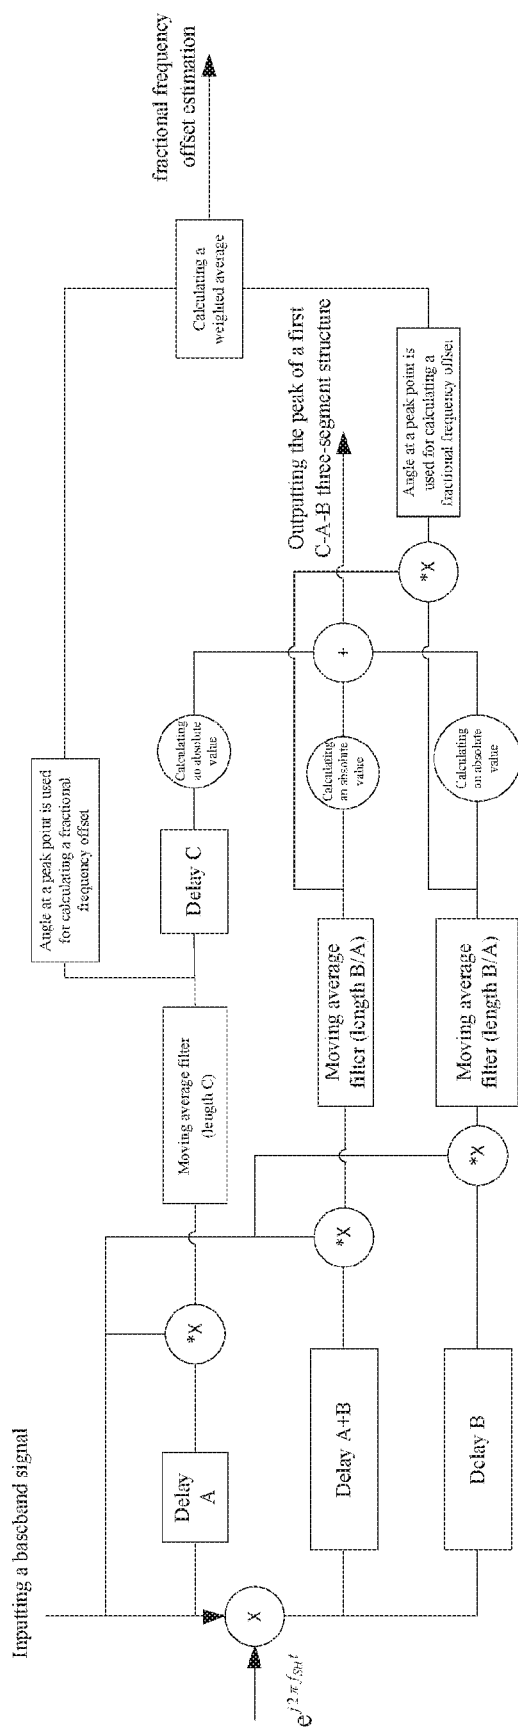 Inputting a baseband signal
e^{j2πf_{SH}t}
X
Delay
A
Delay A+B
Delay B
*X
*X
*X
Moving average filter
(length C)
Moving average
filter (length B/A)
Moving average
filter (length B/A)
Angle at a peak point is used
for calculating a fractional
frequency offset
Delay C
Calculating
an absolute
value
Calculating
an absolute
value
Calculating
an absolute
value
+
*X
Outputting the peak of a first
C-A-B three-segment structure
Angle at a peak point is
used for calculating a
fractional frequency offset
Calculating a
weighted average
fractional frequency
offset estimation